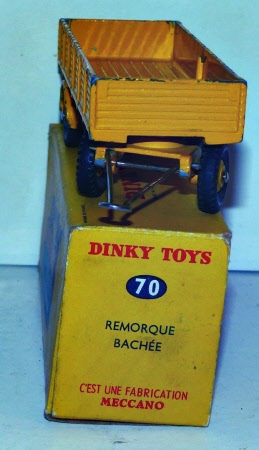 DINKY TOYS
70
REMORQUE
BACHÉE
C'EST UNE FABRICATION
MECCANO